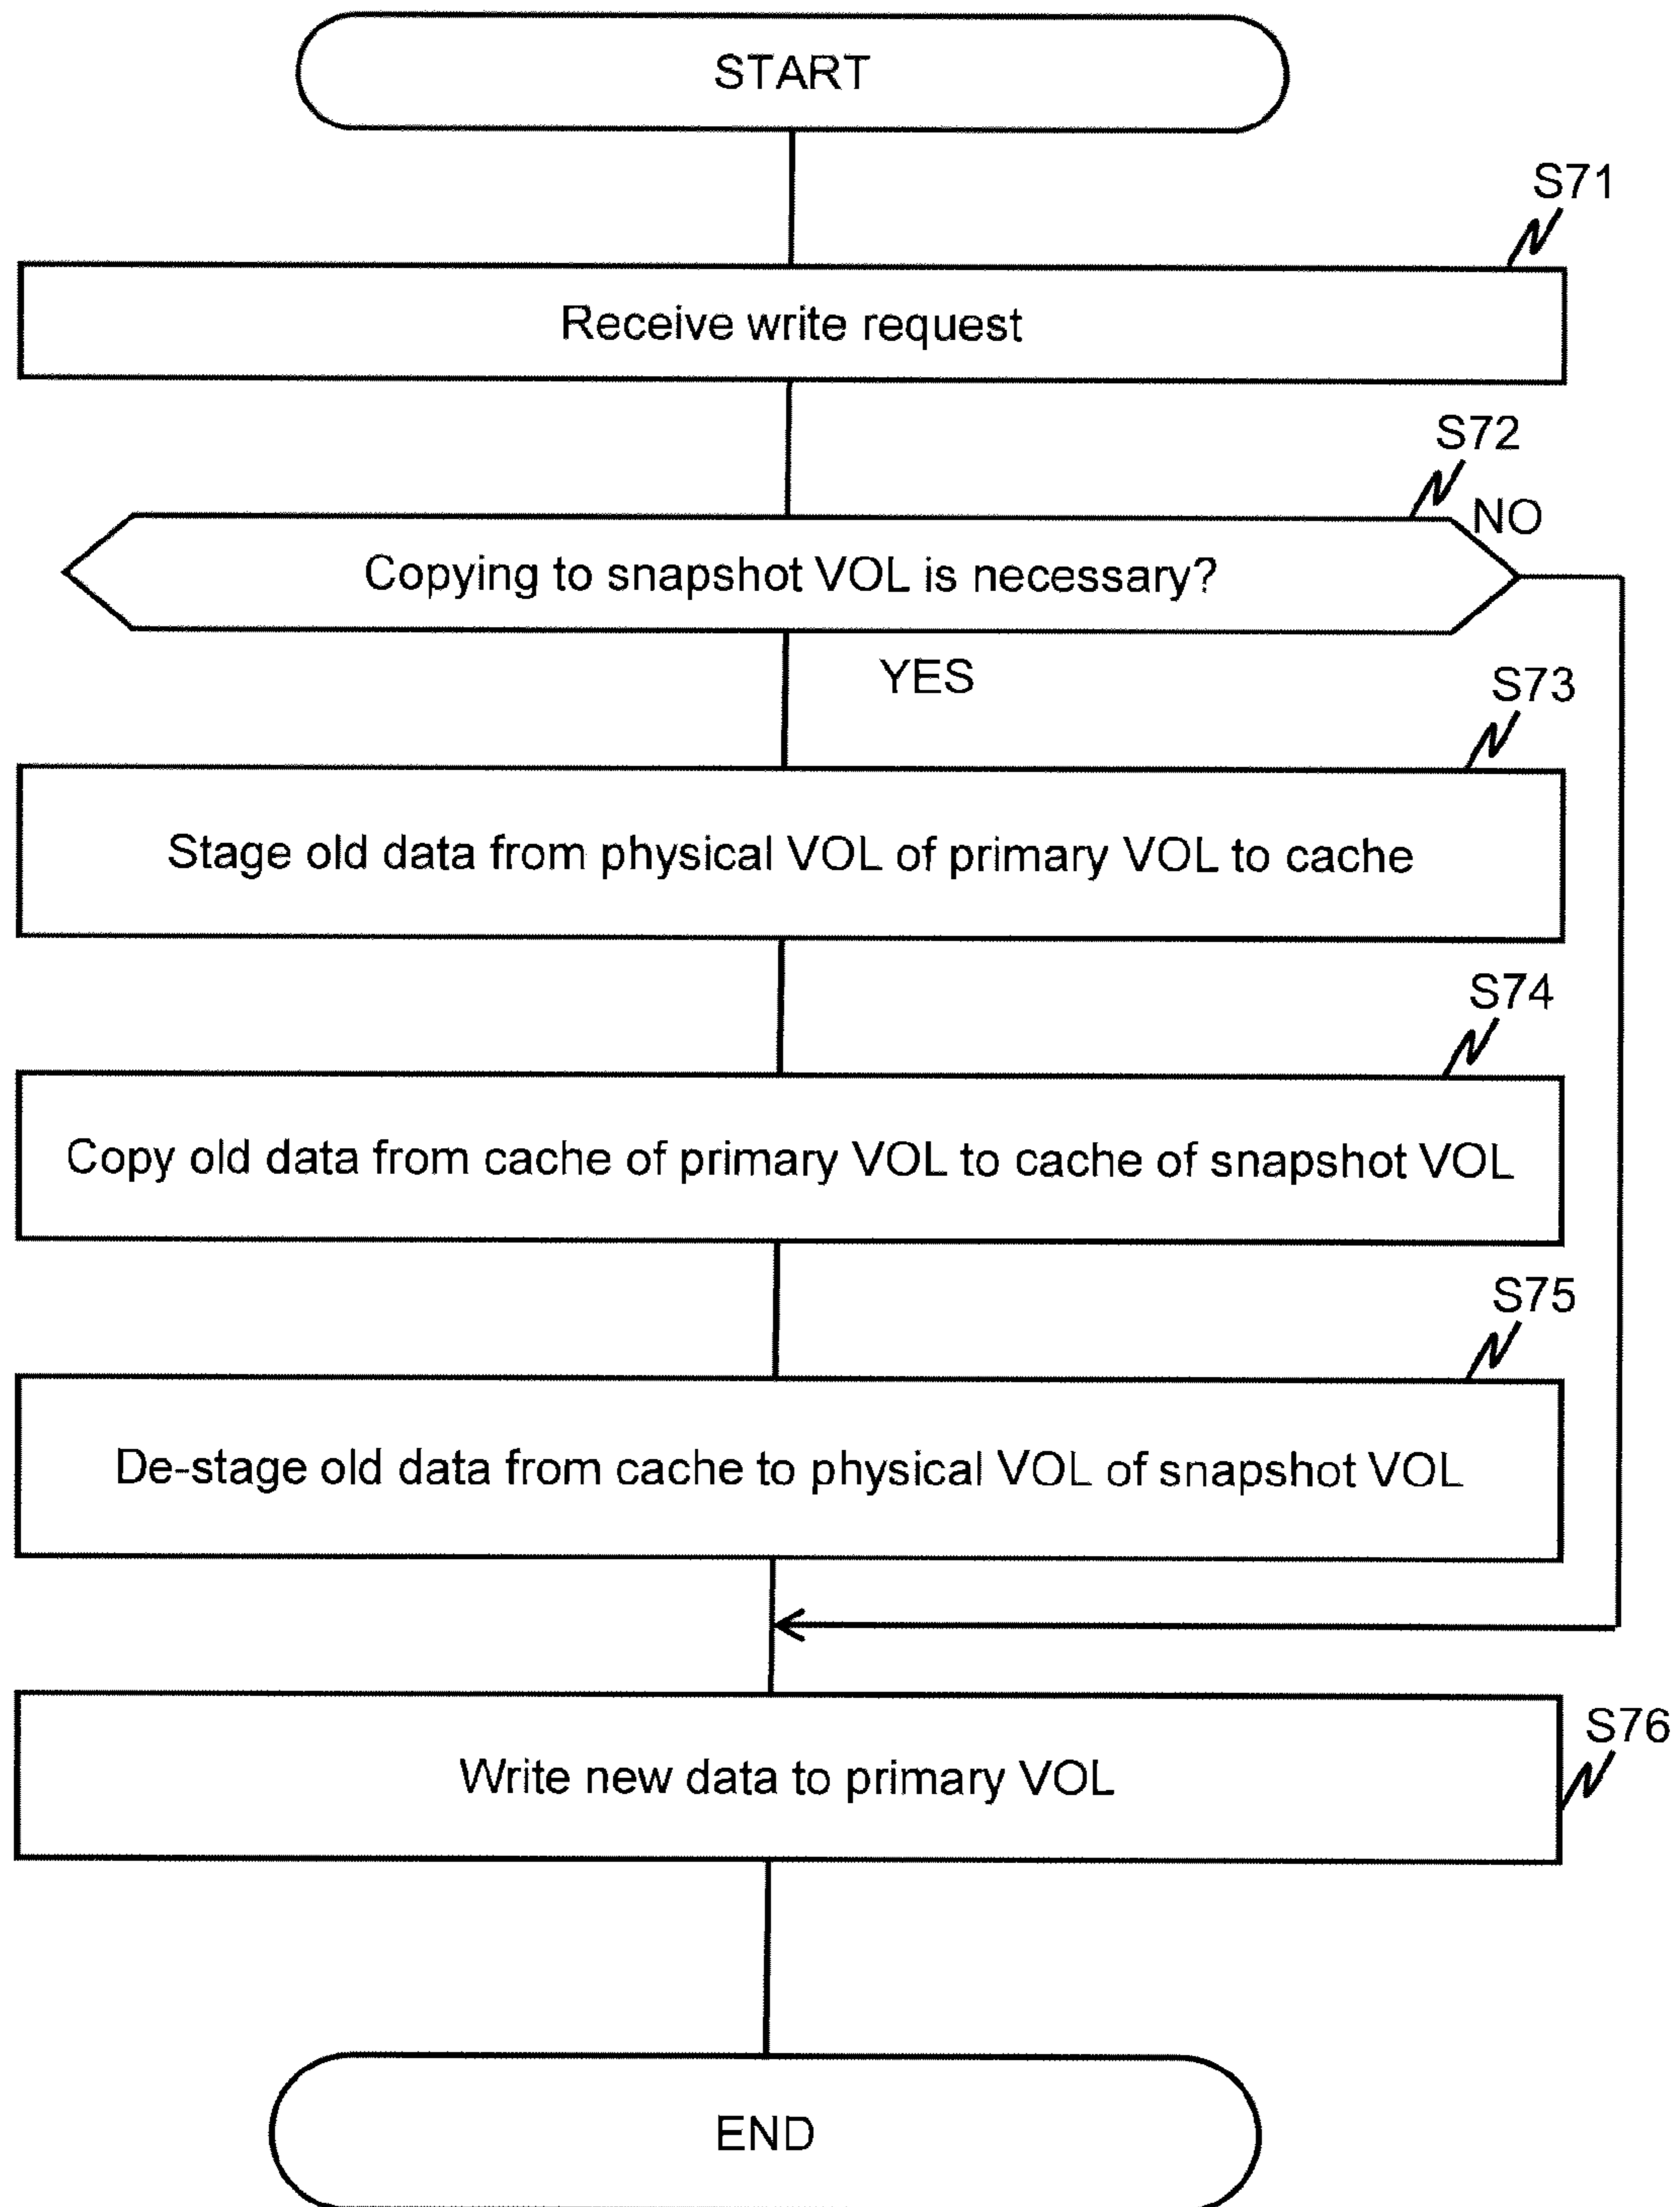 START
S71
Receive write request
S72
NO
Copying to snapshot VOL is necessary?
YES
S73
Stage old data from physical VOL of primary VOL to cache
S74
Copy old data from cache of primary VOL to cache of snapshot VOL
S75
De-stage old data from cache to physical VOL of snapshot VOL
S76
Write new data to primary VOL
END